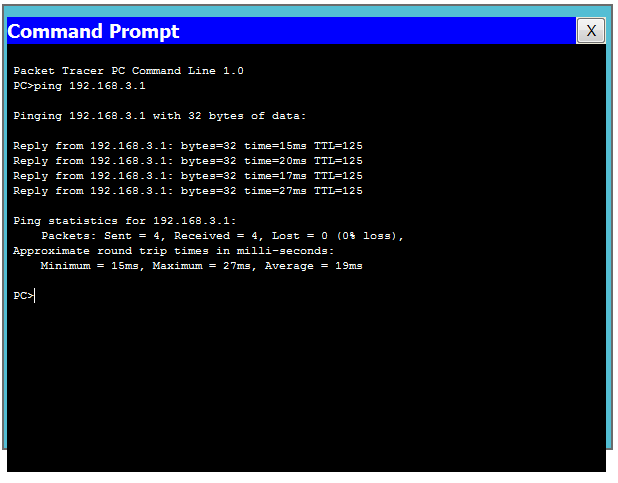 Command Prompt
X
Packet Tracer PC Command Line 1.0
PC>ping 192.168.3.1
Pinging 192.168.3.1 with 32 bytes of data:
Reply from 192.168.3.1: bytes=32 time=15ms TTL=125
Reply from 192.168.3.1: bytes=32 time=20ms TTL=125
Reply from 192.168.3.1: bytes=32 time=17ms TTL=125
Reply from 192.168.3.1: bytes=32 time=27ms TTL=125
Ping statistics for 192.168.3.1:
    Packets: Sent = 4, Received = 4, Lost = 0 (0% loss),
Approximate round trip times in milli-seconds:
    Minimum = 15ms, Maximum = 27ms, Average = 19ms
PC>